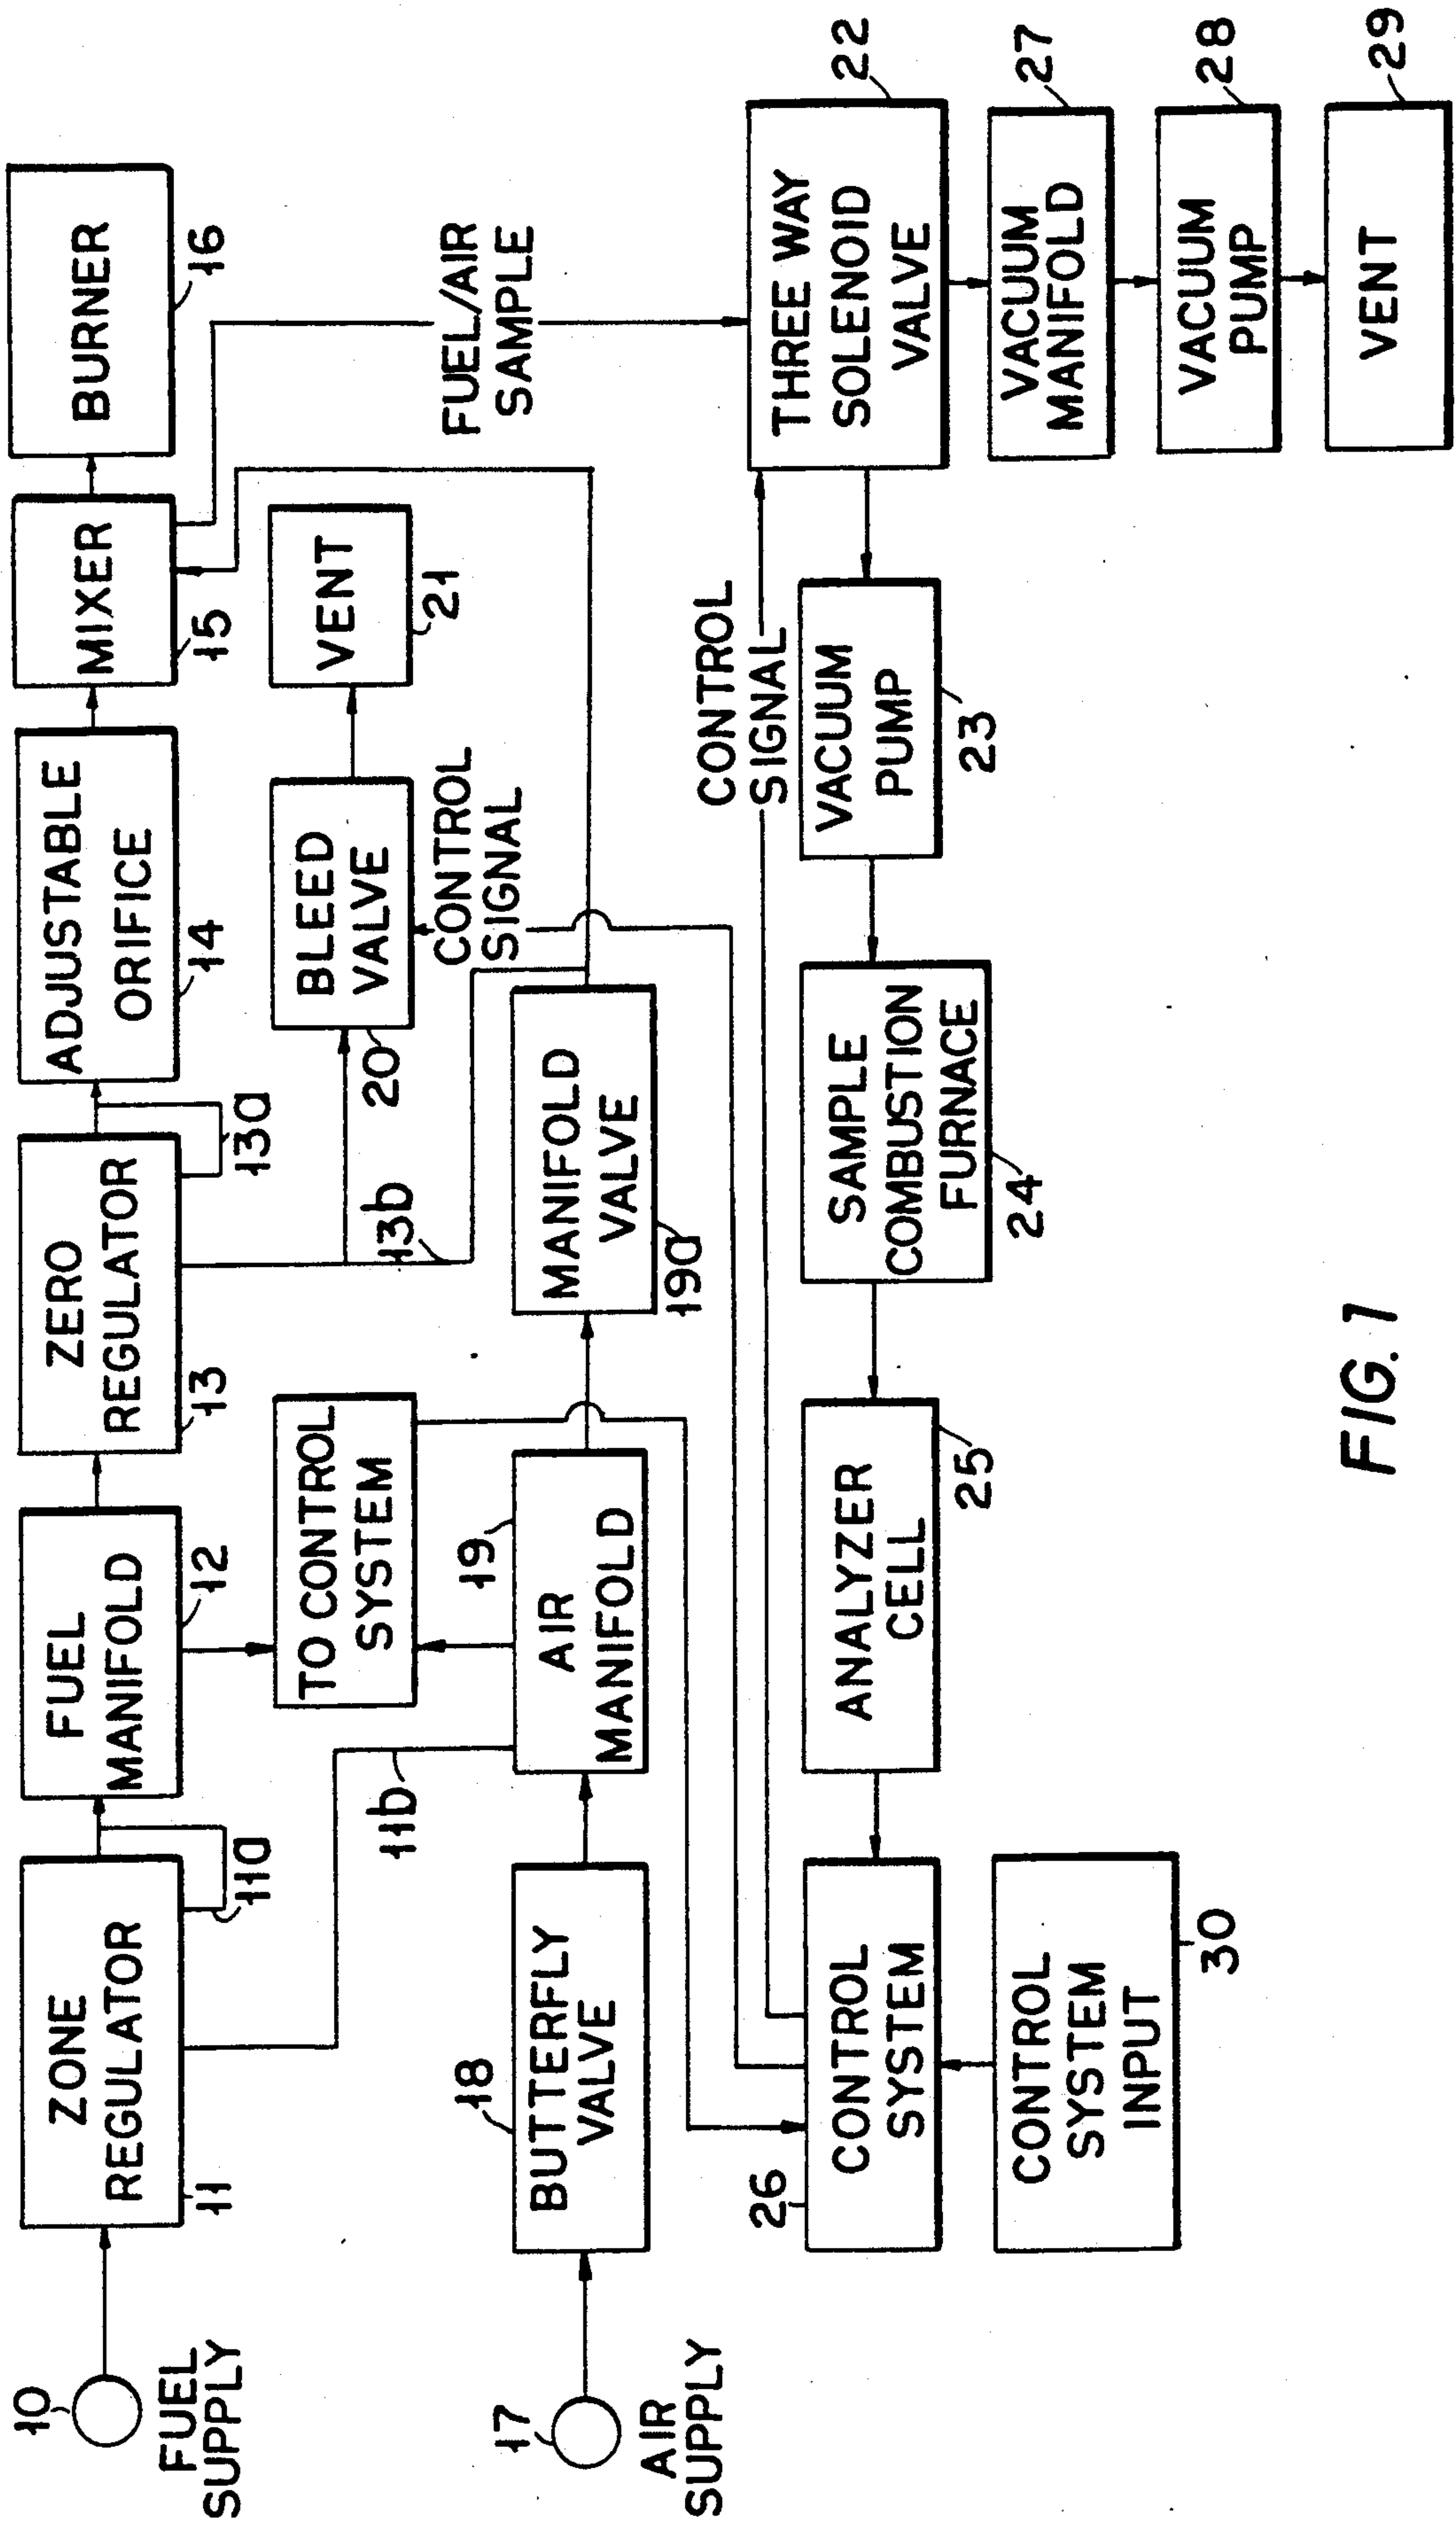 10
FUEL
SUPPLY
ZONE
REGULATOR
11
11a
FUEL
MANIFOLD
12
ZERO
REGULATOR
13
13a
ADJUSTABLE
ORIFICE
14
MIXER
15
BURNER
16
11b
TO CONTROL
SYSTEM
13b
BLEED
VALVE
20
VENT
21
CONTROL
SIGNAL
FUEL/AIR
SAMPLE
17
AIR
SUPPLY
18
BUTTERFLY
VALVE
19
AIR
MANIFOLD
MANIFOLD
VALVE
19a
CONTROL
SIGNAL
26
CONTROL
SYSTEM
ANALYZER
CELL
25
SAMPLE
COMBUSTION
FURNACE
24
VACUUM
PUMP
23
THREE WAY
SOLENOID
VALVE
22
VACUUM
MANIFOLD
27
VACUUM
PUMP
28
VENT
29
CONTROL
SYSTEM
INPUT
30
FIG. 1